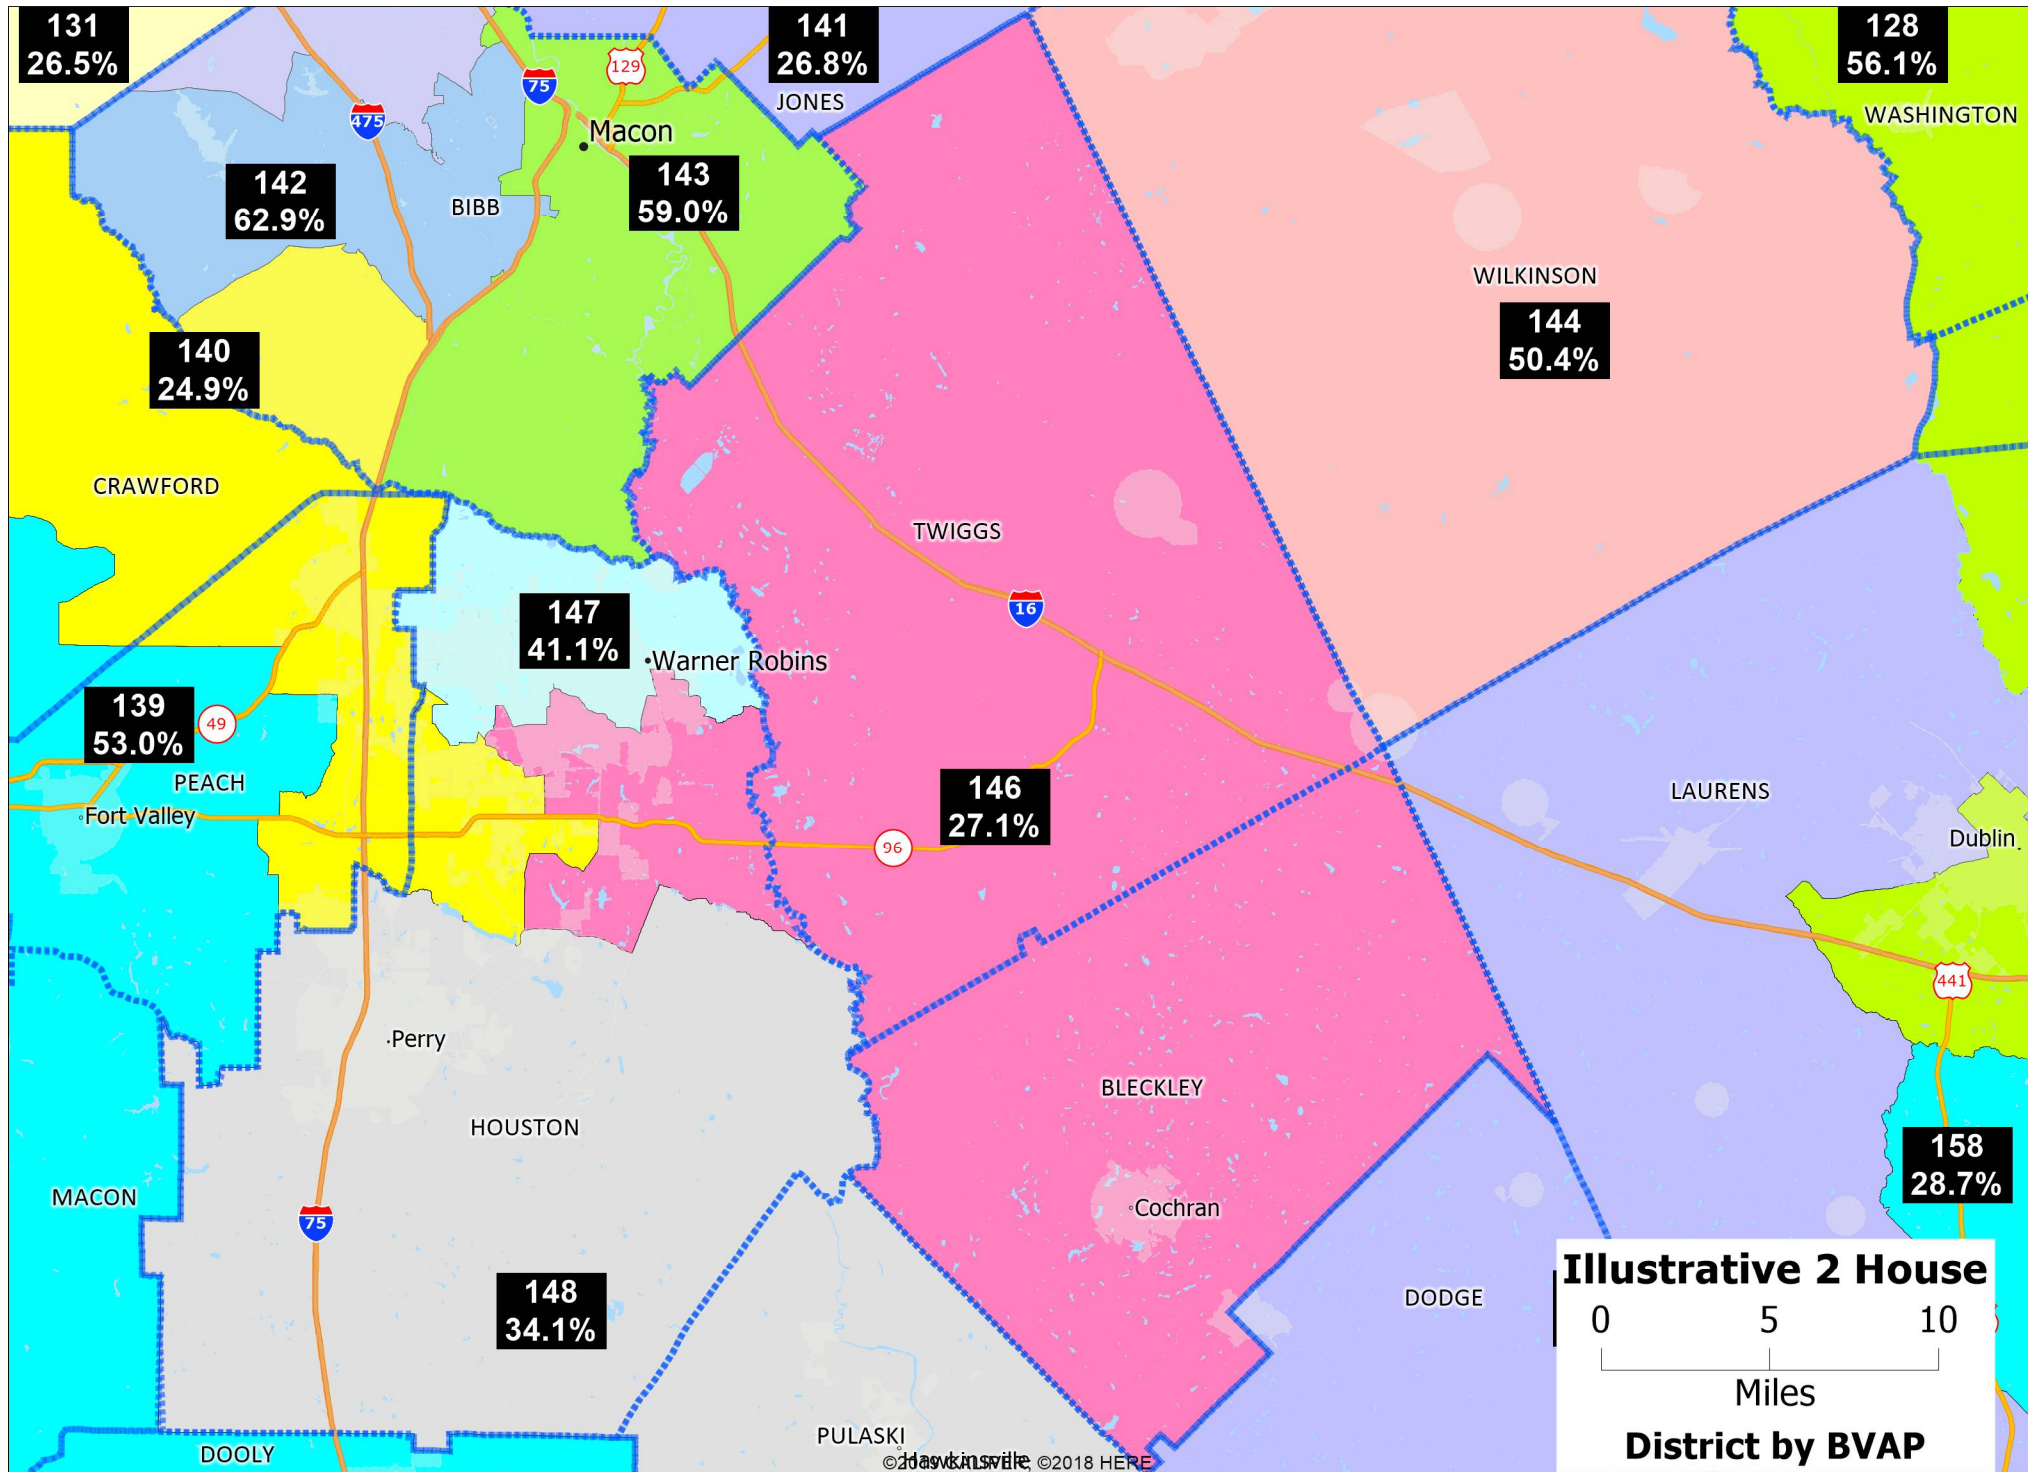 131
26.5%
141
26.8%
128
56.1%
129
75
JONES
WASHINGTON
475
Macon
142
62.9%
143
59.0%
BIBB
WILKINSON
144
50.4%
140
24.9%
CRAWFORD
TWIGGS
16
147
41.1%
Warner Robins
139
53.0%
49
PEACH
146
27.1%
LAURENS
Fort Valley
Dublin
96
441
Perry
BLECKLEY
HOUSTON
158
28.7%
MACON
Cochran
75
148
34.1%
DODGE
Illustrative 2 House
0 5 10
Miles
District by BVAP
PULASKI
DOOLY
Hawkinsville
©2018 HERE